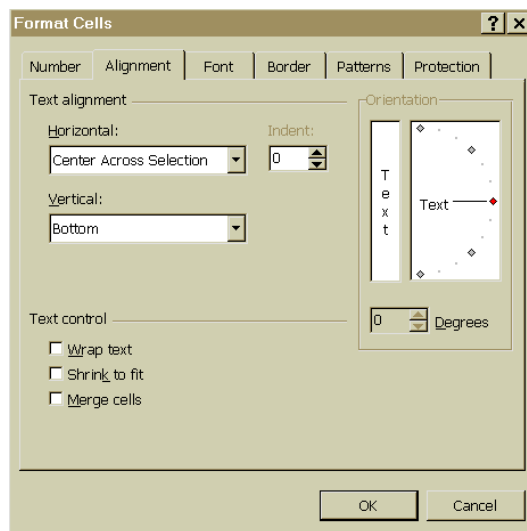 Format Cells
Number Alignment Font Border Patterns Protection
Text alignment
Horizontal:
Center Across Selection
Indent:
0
Vertical:
Bottom
Orientation
Text
Text
0 Degrees
Text control
Wrap text
Shrink to fit
Merge cells
OK Cancel